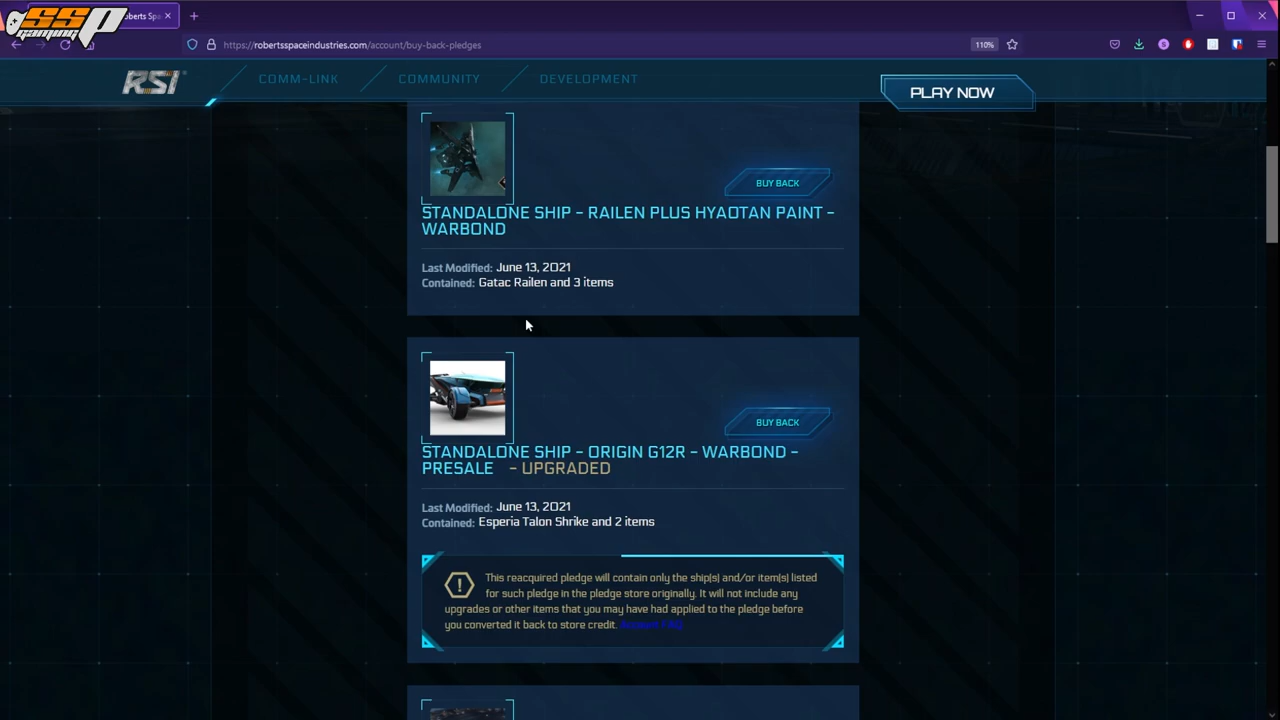 SSP
GAMING
oberts Spa
https://robertsspaceindustries.com/account/buy-back-pledges
110%
RSI
COMM-LINK
COMMUNITY
DEVELOPMENT
PLAY NOW
BUY BACK
STANDALONE SHIP - RAILEN PLUS HYAOTAN PAINT -
WARBOND
Last Modified: June 13, 2021
Contained: Gatac Railen and 3 items
BUY BACK
STANDALONE SHIP - ORIGIN G12R - WARBOND -
PRESALE - UPGRADED
Last Modified: June 13, 2021
Contained: Esperia Talon Shrike and 2 items
This reacquired pledge will contain only the ship(s) and/or item(s) listed
for such pledge in the pledge store originally. It will not include any
upgrades or other items that you may have had applied to the pledge before
you converted it back to store credit.